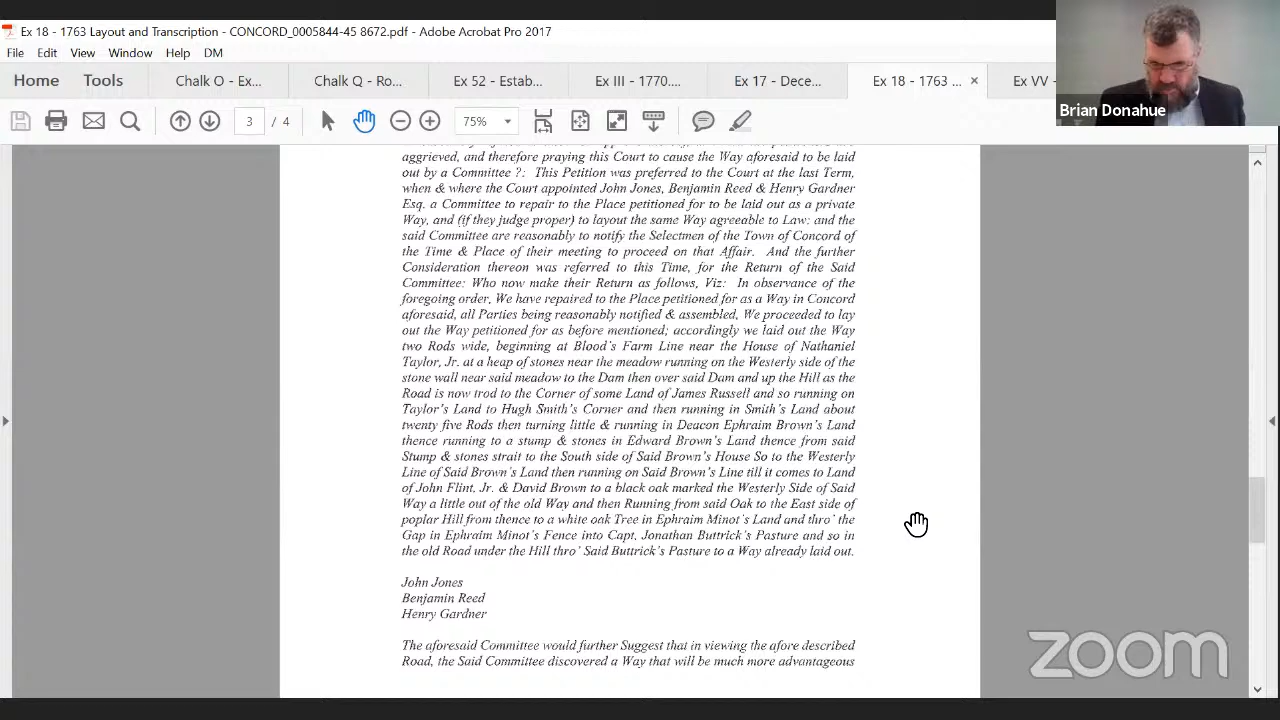 Ex 18 - 1763 Layout and Transcription - CONCORD_0005844-45 8672.pdf - Adobe Acrobat Pro 2017
File Edit View Window Help DM
Home Tools Chalk O - Ex... Chalk Q - Ro... Ex 52 - Estab... Ex III - 1770.... Ex 17 - Dece... Ex 18 - 1763 ... × Ex VV -
Brian Donahue
3 / 4 75%
aggrieved, and therefore praying this Court to cause the Way aforesaid to be laid
out by a Committee ?: This Petition was preferred to the Court at the last Term,
when & where the Court appointed John Jones, Benjamin Reed & Henry Gardner
Esq. a Committee to repair to the Place petitioned for to be laid out as a private
Way, and (if they judge proper) to layout the same Way agreeable to Law: and the
said Committee are reasonably to notify the Selectmen of the Town of Concord of
the Time & Place of their meeting to proceed on that Affair. And the further
Consideration thereon was referred to this Time, for the Return of the Said
Committee: Who now make their Return as follows, Viz: In observance of the
foregoing order, We have repaired to the Place petitioned for as a Way in Concord
aforesaid, all Parties being reasonably notified & assembled, We proceeded to lay
out the Way petitioned for as before mentioned; accordingly we laid out the Way
two Rods wide, beginning at Blood's Farm Line near the House of Nathaniel
Taylor, Jr. at a heap of stones near the meadow running on the Westerly side of the
stone wall near said meadow to the Dam then over said Dam and up the Hill as the
Road is now trod to the Corner of some Land of James Russell and so running on
Taylor's Land to Hugh Smith's Corner and then running in Smith's Land about
twenty five Rods then turning little & running in Deacon Ephraim Brown's Land
thence running to a stump & stones in Edward Brown's Land thence from said
Stump & stones strait to the South side of Said Brown's House So to the Westerly
Line of Said Brown's Land then running on Said Brown's Line till it comes to Land
of John Flint, Jr. & David Brown to a black oak marked the Westerly Side of Said
Way a little out of the old Way and then Running from said Oak to the East side of
poplar Hill from thence to a white oak Tree in Ephraim Minot's Land and thro' the
Gap in Ephraim Minot's Fence into Capt. Jonathan Buttrick's Pasture and so in
the old Road under the Hill thro' Said Buttrick's Pasture to a Way already laid out.
John Jones
Benjamin Reed
Henry Gardner
The aforesaid Committee would further Suggest that in viewing the afore described
Road, the Said Committee discovered a Way that will be much more advantageous
zoom